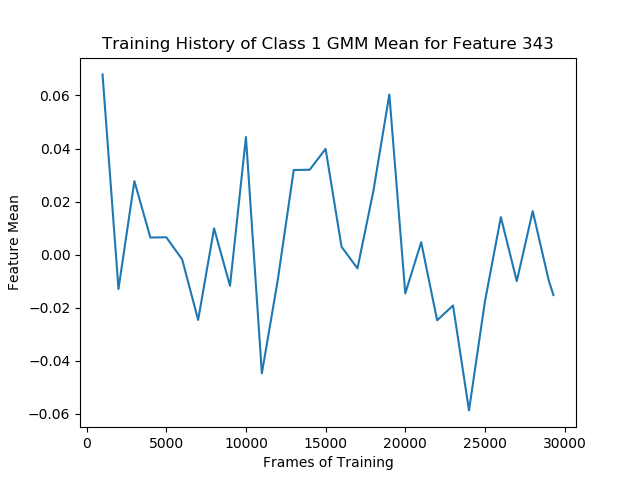 Training History of Class 1 GMM Mean for Feature 343
0.06
0.04
0.02
0.00
−0.02
−0.04
−0.06
Feature Mean
0 5000 10000 15000 20000 25000 30000
Frames of Training